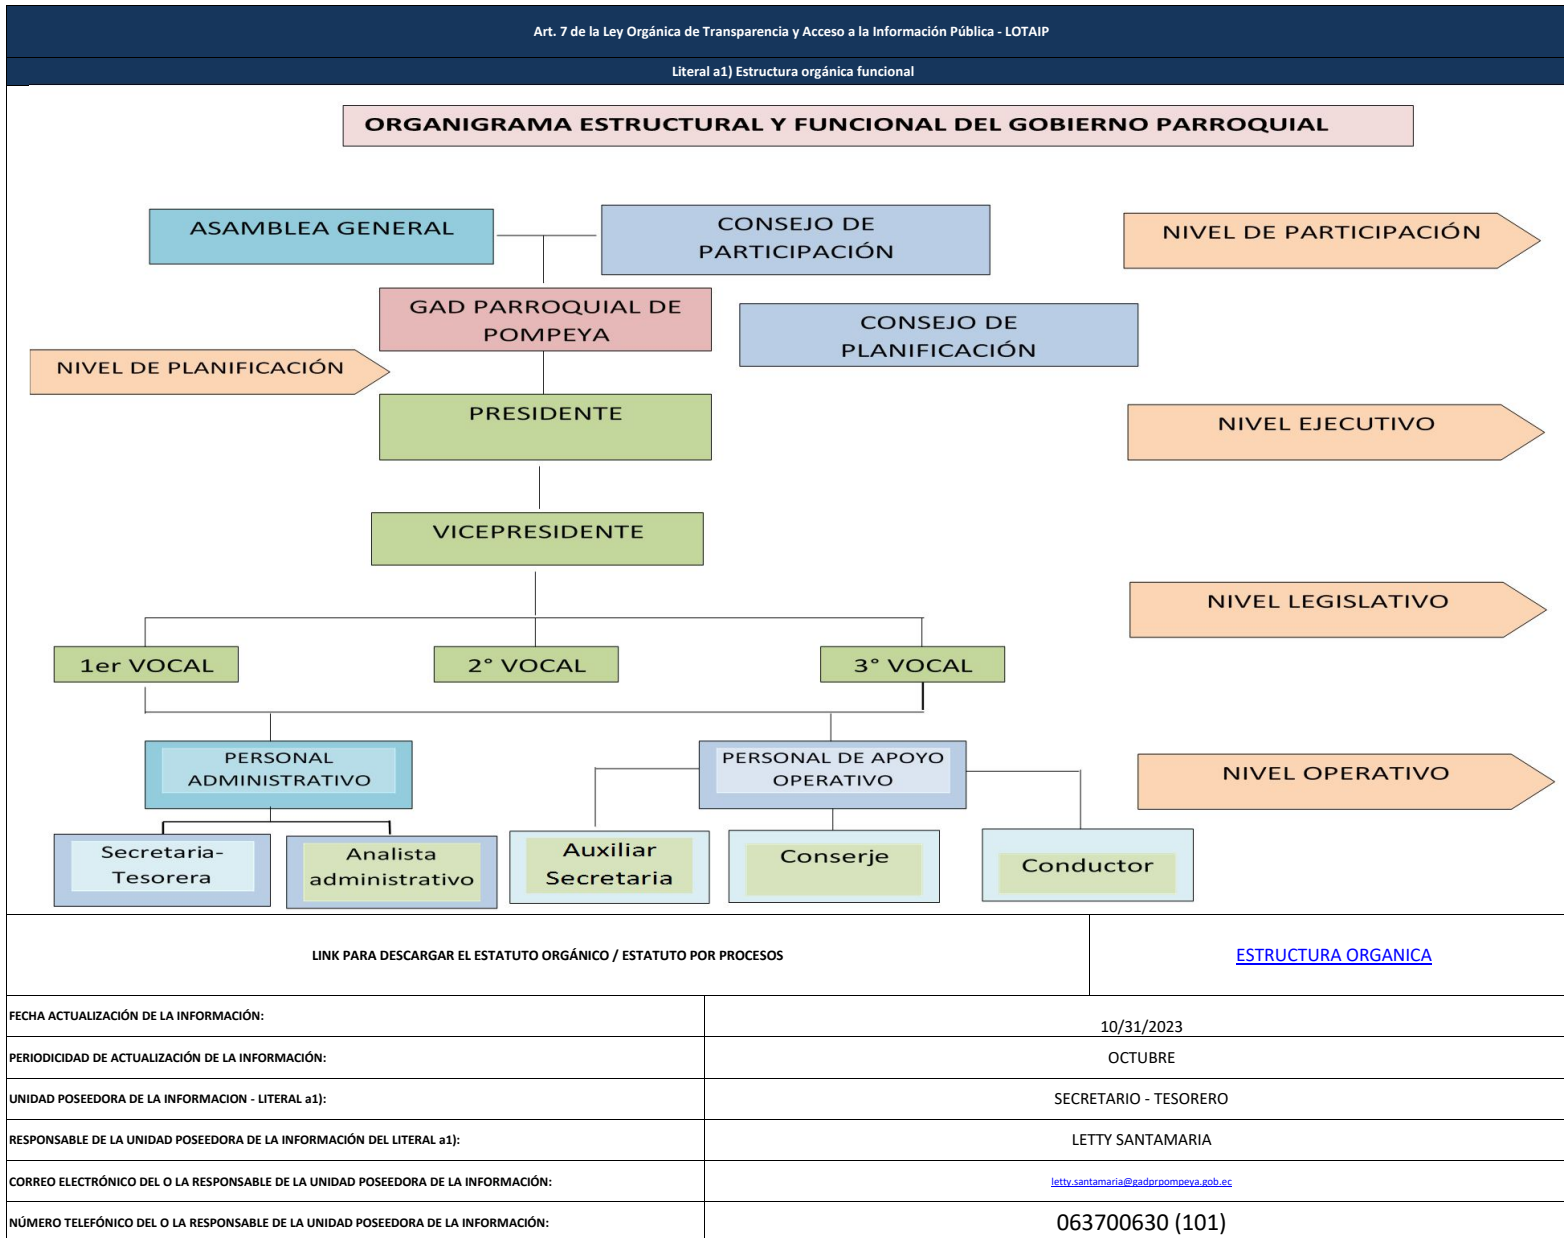 Art. 7 de la Ley Orgánica de Transparencia y Acceso a la Información Pública - LOTAIP
Literal a1) Estructura orgánica funcional
ORGANIGRAMA ESTRUCTURAL Y FUNCIONAL DEL GOBIERNO PARROQUIAL
ASAMBLEA GENERAL
CONSEJO DE
PARTICIPACIÓN
NIVEL DE PARTICIPACIÓN
GAD PARROQUIAL DE
POMPEYA
CONSEJO DE
PLANIFICACIÓN
NIVEL DE PLANIFICACIÓN
PRESIDENTE
NIVEL EJECUTIVO
VICEPRESIDENTE
NIVEL LEGISLATIVO
1er VOCAL
2° VOCAL
3° VOCAL
PERSONAL
ADMINISTRATIVO
PERSONAL DE APOYO
OPERATIVO
NIVEL OPERATIVO
Secretaria-
Tesorera
Analista
administrativo
Auxiliar
Secretaria
Conserje
Conductor
LINK PARA DESCARGAR EL ESTATUTO ORGÁNICO / ESTATUTO POR PROCESOS
ESTRUCTURA ORGANICA
FECHA ACTUALIZACIÓN DE LA INFORMACIÓN:
10/31/2023
PERIODICIDAD DE ACTUALIZACIÓN DE LA INFORMACIÓN:
OCTUBRE
UNIDAD POSEEDORA DE LA INFORMACION - LITERAL a1):
SECRETARIO - TESORERO
RESPONSABLE DE LA UNIDAD POSEEDORA DE LA INFORMACIÓN DEL LITERAL a1):
LETTY SANTAMARIA
CORREO ELECTRÓNICO DEL O LA RESPONSABLE DE LA UNIDAD POSEEDORA DE LA INFORMACIÓN:
letty.santamaria@gadprpompeya.gob.ec
NÚMERO TELEFÓNICO DEL O LA RESPONSABLE DE LA UNIDAD POSEEDORA DE LA INFORMACIÓN:
063700630 (101)